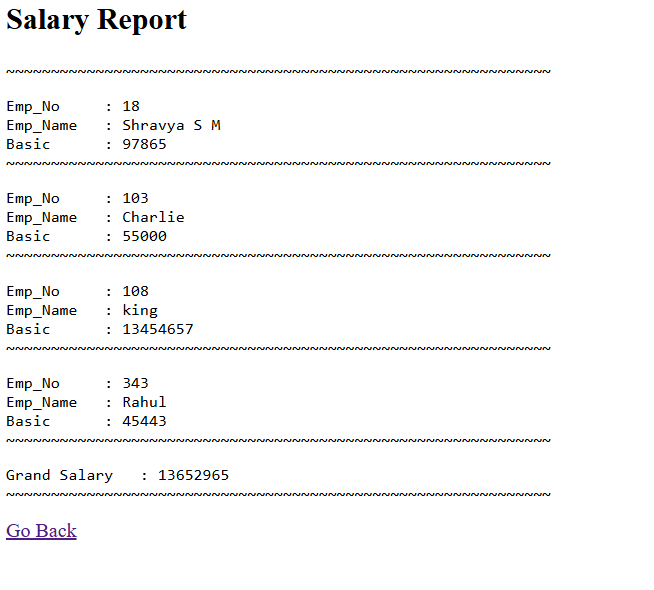 Salary Report
~~~~~~~~~~~~~~~~~~~~~~~~~~~~~~~~~~~~~~~~~~~~~~~~~~~~~~~~~~~~~
Emp_No     : 18
Emp_Name   : Shravya S M
Basic      : 97865
~~~~~~~~~~~~~~~~~~~~~~~~~~~~~~~~~~~~~~~~~~~~~~~~~~~~~~~~~~~~~
Emp_No     : 103
Emp_Name   : Charlie
Basic      : 55000
~~~~~~~~~~~~~~~~~~~~~~~~~~~~~~~~~~~~~~~~~~~~~~~~~~~~~~~~~~~~~
Emp_No     : 108
Emp_Name   : king
Basic      : 13454657
~~~~~~~~~~~~~~~~~~~~~~~~~~~~~~~~~~~~~~~~~~~~~~~~~~~~~~~~~~~~~
Emp_No     : 343
Emp_Name   : Rahul
Basic      : 45443
~~~~~~~~~~~~~~~~~~~~~~~~~~~~~~~~~~~~~~~~~~~~~~~~~~~~~~~~~~~~~
Grand Salary   : 13652965
~~~~~~~~~~~~~~~~~~~~~~~~~~~~~~~~~~~~~~~~~~~~~~~~~~~~~~~~~~~~~
Go Back